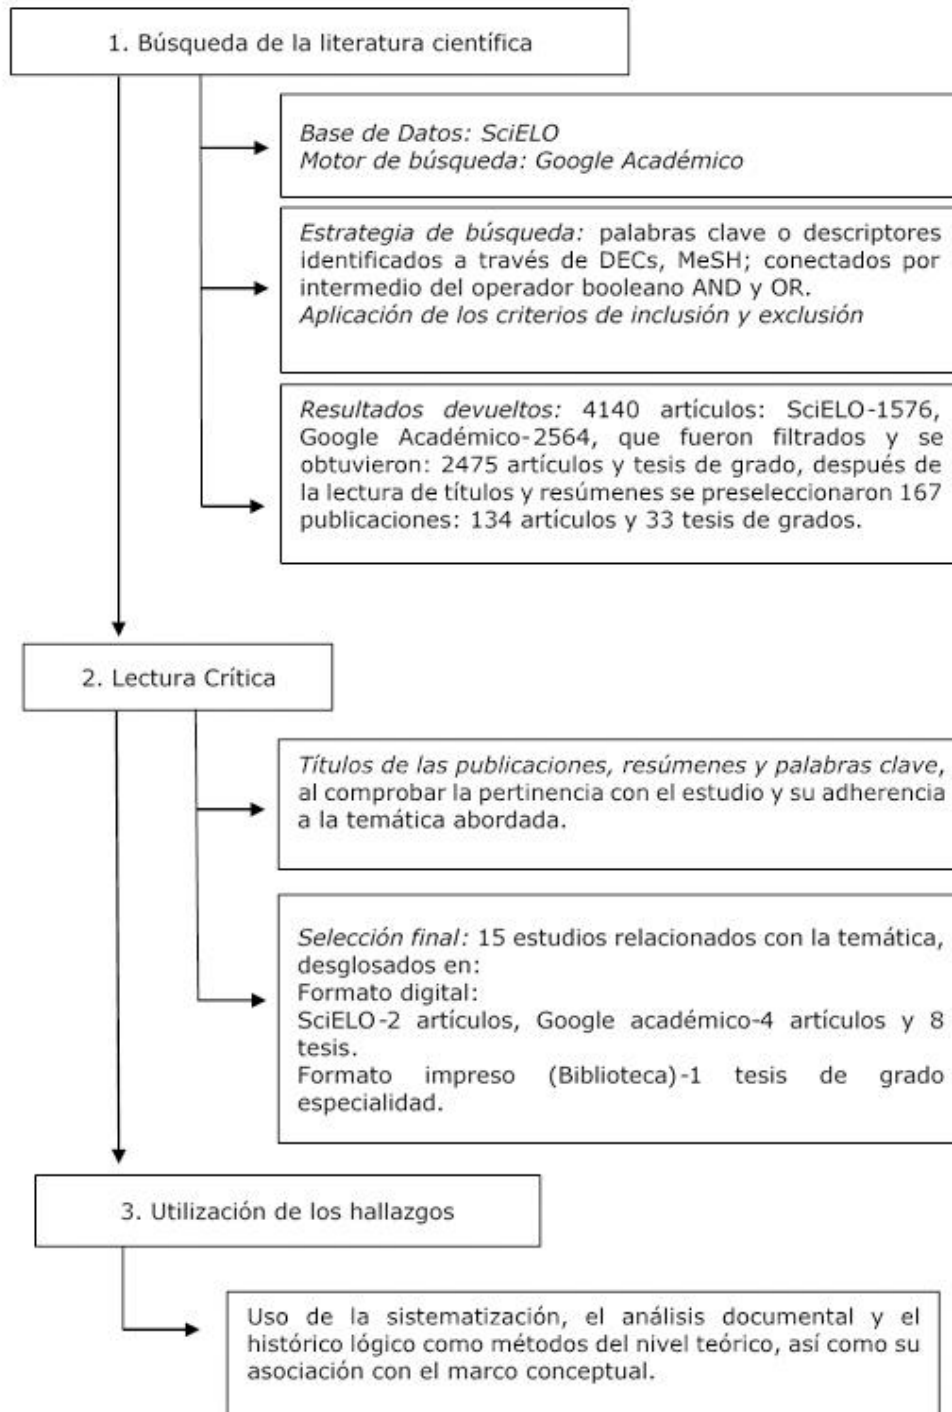 1. Búsqueda de la literatura científica
Base de Datos: SciELO
Motor de búsqueda: Google Académico
Estrategia de búsqueda: palabras clave o descriptores
identificados a través de DECs, MeSH; conectados por
intermedio del operador booleano AND y OR.
Aplicación de los criterios de inclusión y exclusión
Resultados devueltos: 4140 artículos: SciELO-1576,
Google Académico-2564, que fueron filtrados y se
obtuvieron: 2475 artículos y tesis de grado, después de
la lectura de títulos y resúmenes se preseleccionaron 167
publicaciones: 134 artículos y 33 tesis de grados.
2. Lectura Crítica
Títulos de las publicaciones, resúmenes y palabras clave,
al comprobar la pertinencia con el estudio y su adherencia
a la temática abordada.
Selección final: 15 estudios relacionados con la temática,
desglosados en:
Formato digital:
SciELO-2 artículos, Google académico-4 artículos y 8
tesis.
Formato impreso (Biblioteca)-1 tesis de grado
especialidad.
3. Utilización de los hallazgos
Uso de la sistematización, el análisis documental y el
histórico lógico como métodos del nivel teórico, así como su
asociación con el marco conceptual.